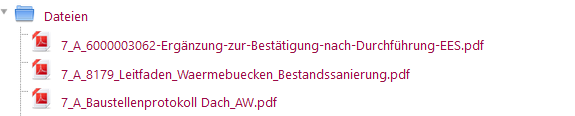 Dateien
7_A_6000003062-Ergänzung-zur-Bestätigung-nach-Durchführung-EES.pdf
7_A_8179_Leitfaden_Waermebuecken_Bestandssanierung.pdf
7_A_Baustellenprotokoll Dach_AW.pdf